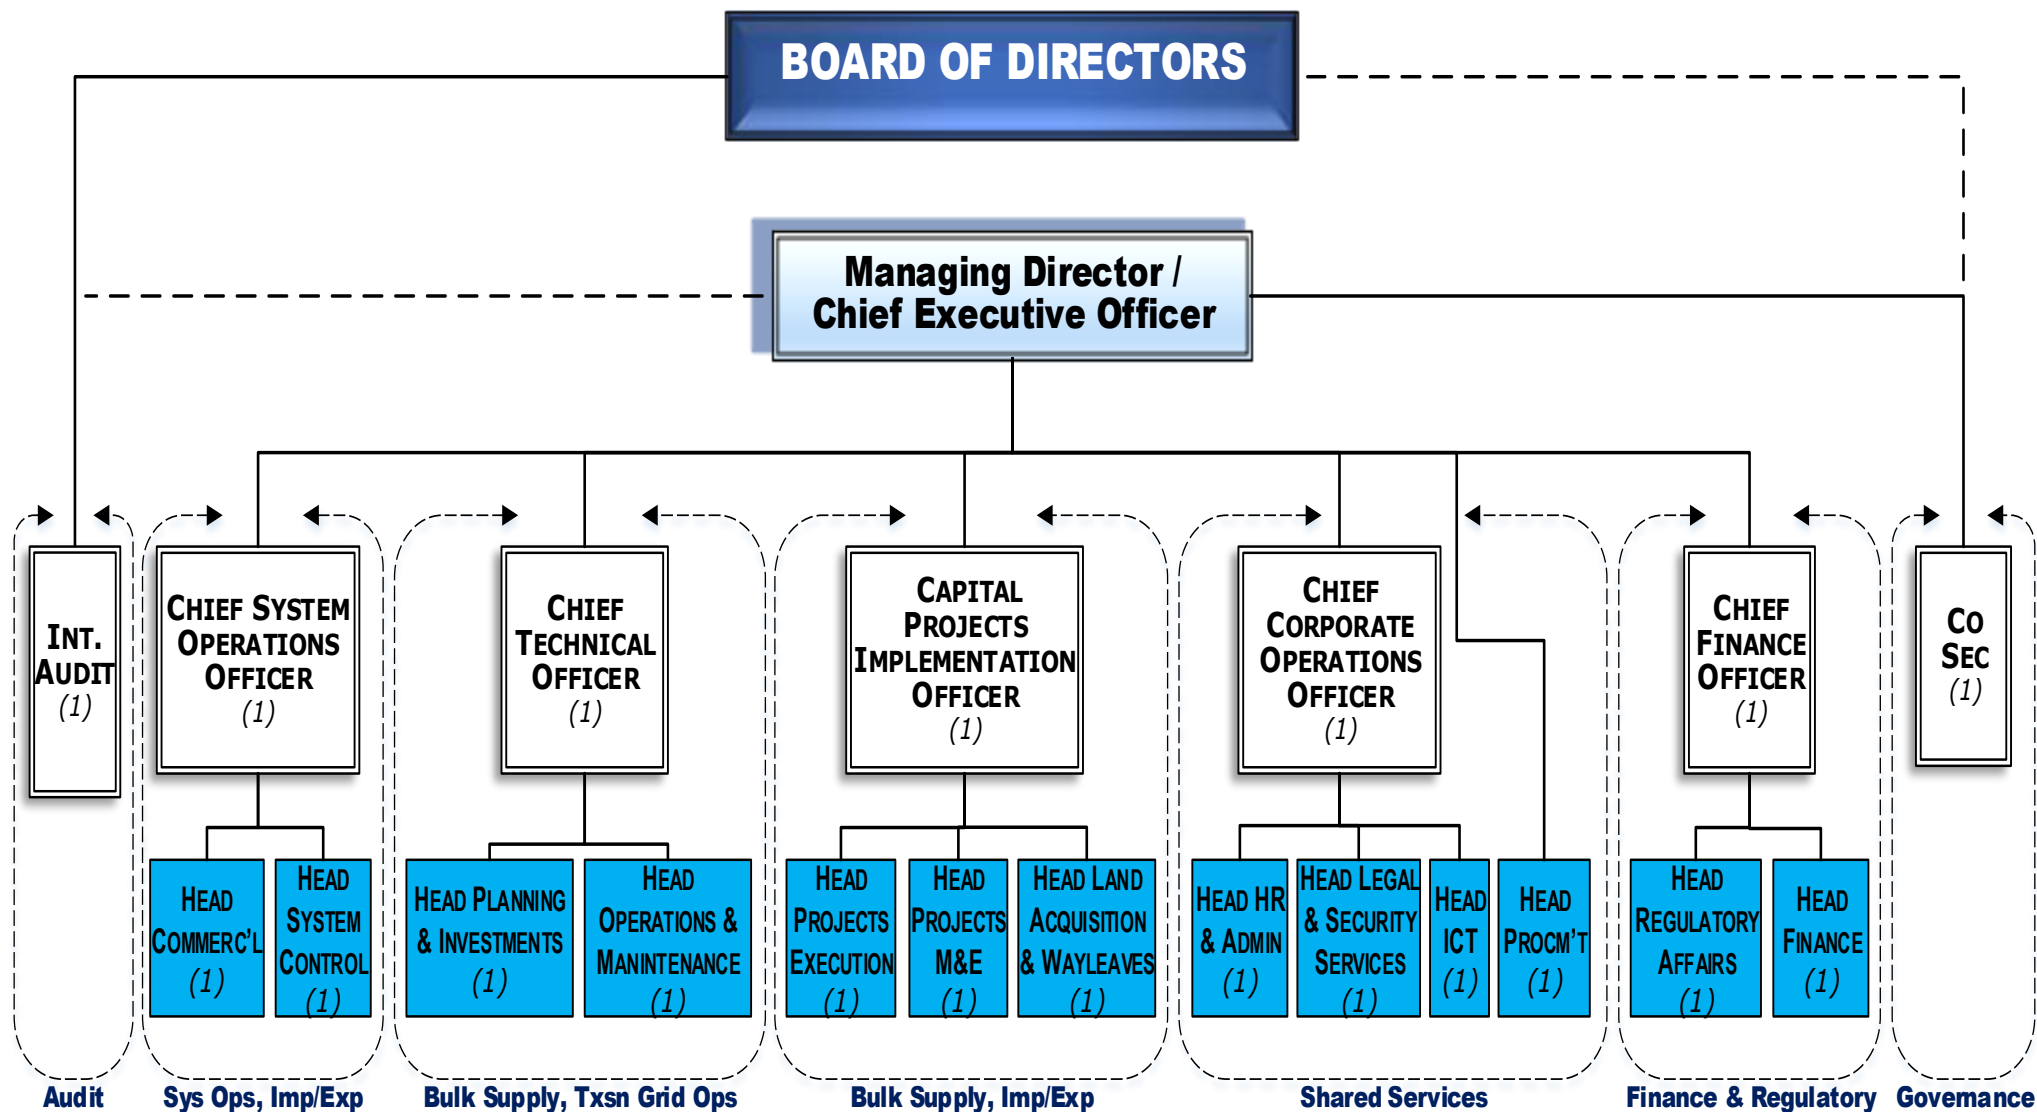 BOARD OF DIRECTORS
Managing Director /
Chief Executive Officer
INT.
AUDIT
(1)
CHIEF SYSTEM
OPERATIONS
OFFICER
(1)
CHIEF
TECHNICAL
OFFICER
(1)
CAPITAL
PROJECTS
IMPLEMENTATION
OFFICER
(1)
CHIEF
CORPORATE
OPERATIONS
OFFICER
(1)
CHIEF
FINANCE
OFFICER
(1)
CO
SEC
(1)
HEAD
COMMERC'L
(1)
HEAD
SYSTEM
CONTROL
(1)
HEAD PLANNING
& INVESTMENTS
(1)
HEAD
OPERATIONS &
MANINTENANCE
(1)
HEAD
PROJECTS
EXECUTION
(1)
HEAD
PROJECTS
M&E
(1)
HEAD LAND
ACQUISITION
& WAYLEAVES
(1)
HEAD HR
& ADMIN
(1)
HEAD LEGAL
& SECURITY
SERVICES
(1)
HEAD
ICT
(1)
HEAD
PROCM'T
(1)
HEAD
REGULATORY
AFFAIRS
(1)
HEAD
FINANCE
(1)
Audit
Sys Ops, Imp/Exp
Bulk Supply, Txsn Grid Ops
Bulk Supply, Imp/Exp
Shared Services
Finance & Regulatory
Governance